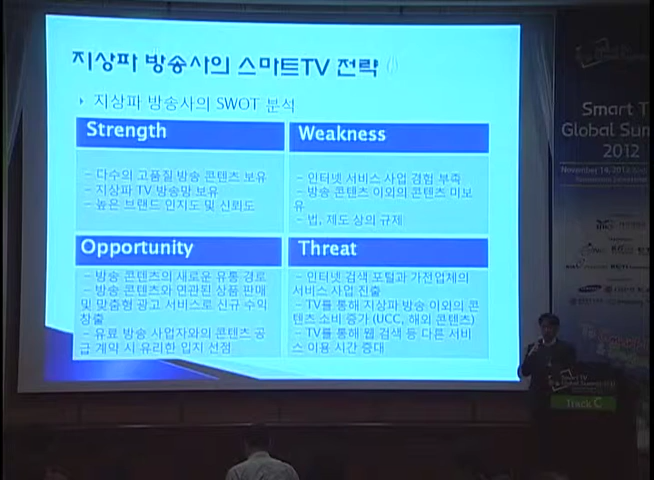 지상파 방송사의 스마트TV 전략
지상파 방송사의 SWOT 분석
Strength
– 다수의 고품질 방송 콘텐츠 보유
– 지상파 TV 방송망 보유
– 높은 브랜드 인지도 및 신뢰도
Weakness
– 인터넷 서비스 사업 경험 부족
– 방송 콘텐츠 이외의 콘텐츠 미보
유
– 법, 제도 상의 규제
Opportunity
– 방송 콘텐츠의 새로운 유통 경로
– 방송 콘텐츠와 연관된 상품 판매
및 맞춤형 광고 서비스로 신규 수익
창출
– 유료 방송 사업자와의 콘텐츠 공
급 계약 시 유리한 입지 선점
Threat
– 인터넷 검색 포털과 가전업체의
서비스 사업 진출
– TV를 통해 지상파 방송 이외의 콘
텐츠 소비 증가 (UCC, 해외 콘텐츠)
– TV를 통해 웹 검색 등 다른 서비
스 이용 시간 증대
Smart T
Global Sum
2012
Track C